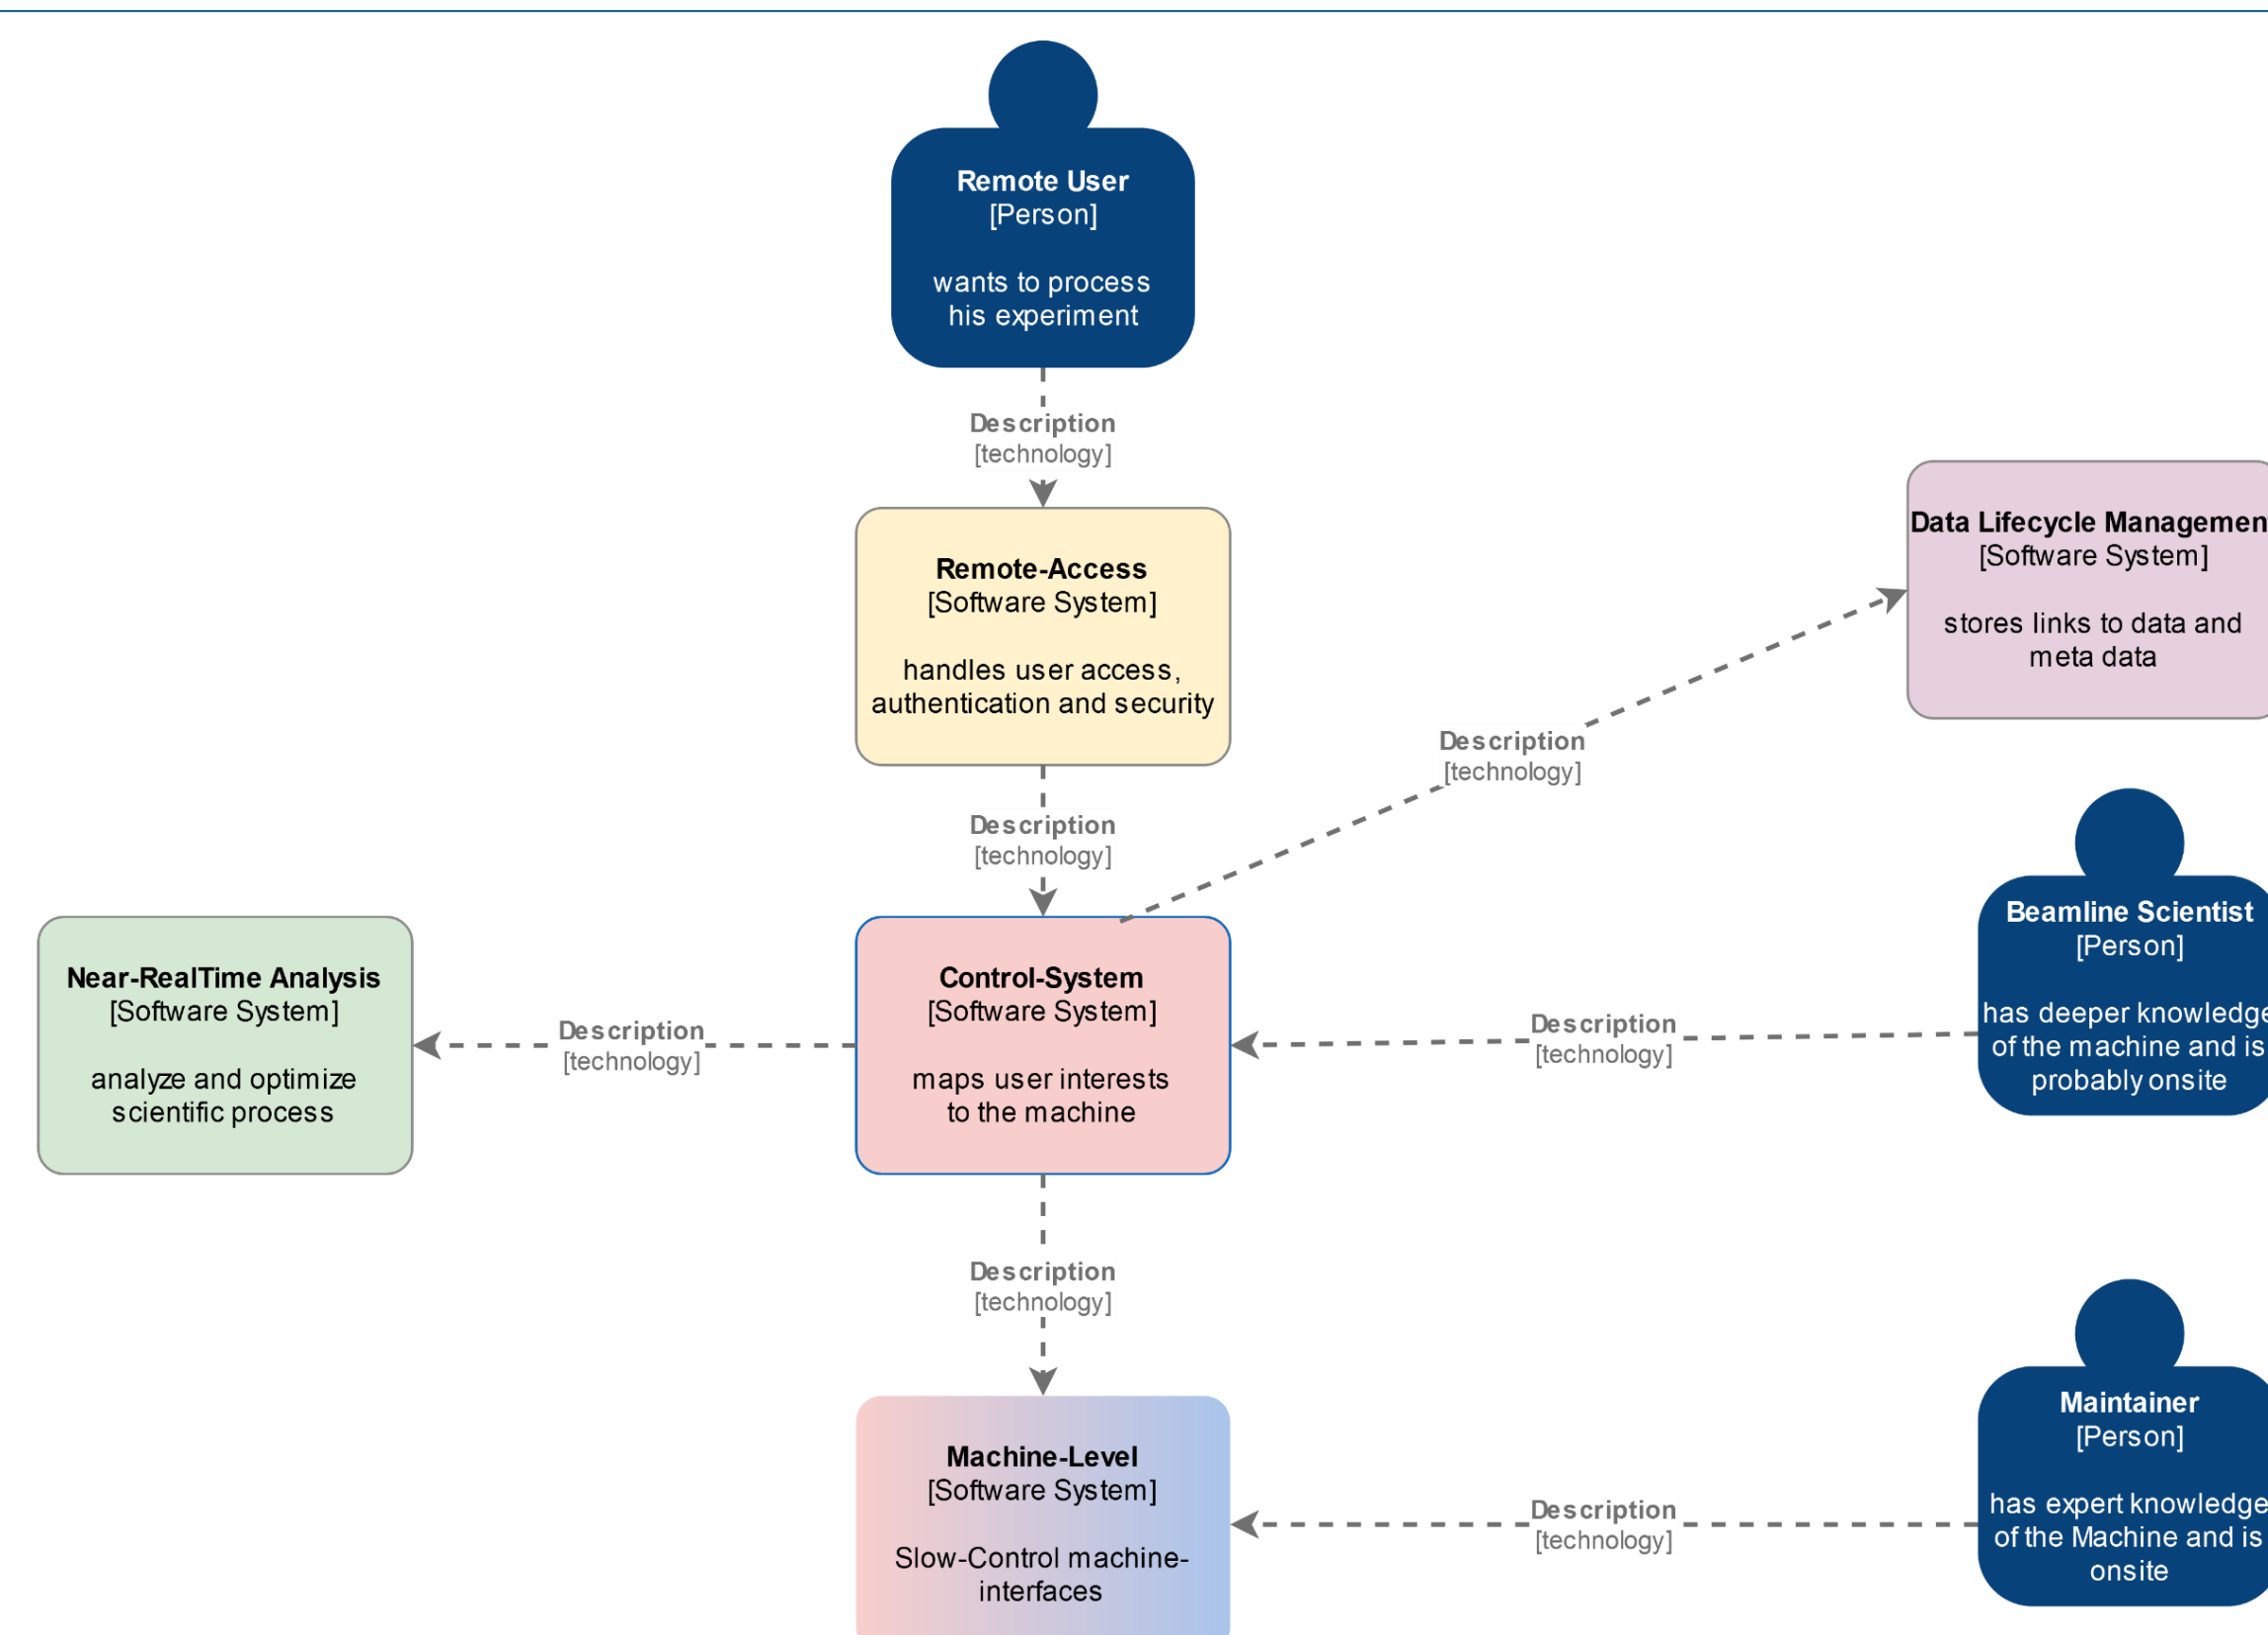 Remote User
[Person]
wants to process
his experiment
Description
[technology]
Remote-Access
[Software System]
handles user access,
authentication and security
Description
[technology]
Data Lifecycle Managemen
[Software System]
stores links to data and
meta data
Description
[technology]
Near-RealTime Analysis
[Software System]
analyze and optimize
scientific process
Description
[technology]
Control-System
[Software System]
maps user interests
to the machine
Description
[technology]
Beamline Scientist
[Person]
has deeper knowledge
of the machine and is
probably onsite
Description
[technology]
Machine-Level
[Software System]
Slow-Control machine-
interfaces
Description
[technology]
Maintainer
[Person]
has expert knowledge
of the Machine and is
onsite